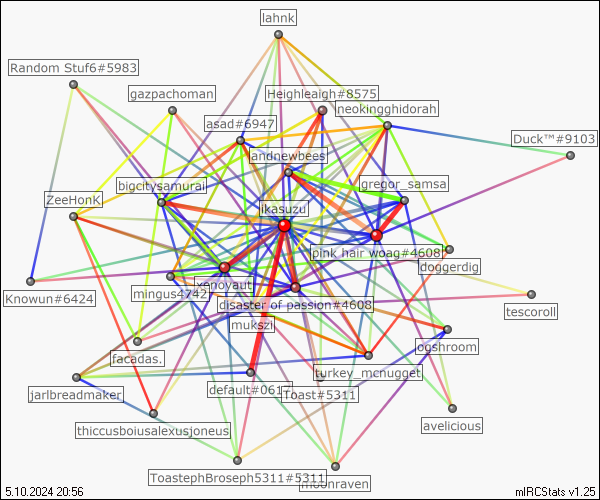 lahnk
Random Stuf6#5983
gazpachoman
Heighleaigh#8575
neokingghidorah
asad#6947
Duck™#9103
andnewbees
bigcitysamurai
gregor_samsa
ZeeHonK
ikasuzu
pink hair woag#4608
doggerdig
xenoyaut
mingus4742
Knowun#6424
disaster of passion#4608
tescoroll
mukszi
ogshroom
facadas.
turkey_mcnugget
jarlbreadmaker
default#061
Toast#5311
avelicious
thiccusboiusalexusjoneus
ToastephBroseph5311#5311
moonraven
5.10.2024 20:56
mIRCStats v1.25